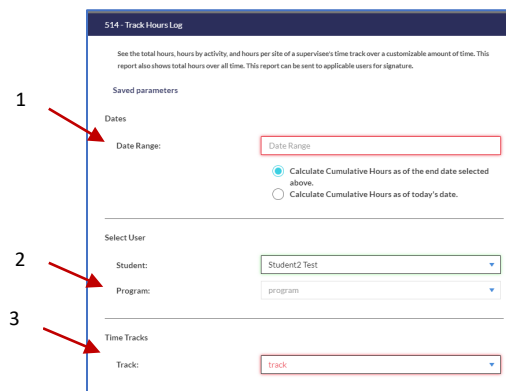 514 - Track Hours Log
See the total hours, hours by activity, and hours per site of a supervisee's time track over a customizable amount of time. This
report also shows total hours over all time. This report can be sent to applicable users for signature.
Saved parameters
1
Dates
Date Range:
Date Range
Calculate Cumulative Hours as of the end date selected
above.
Calculate Cumulative Hours as of today's date.
Select User
2
Student:
Student2 Test
Program:
program
3
Time Tracks
Track:
track